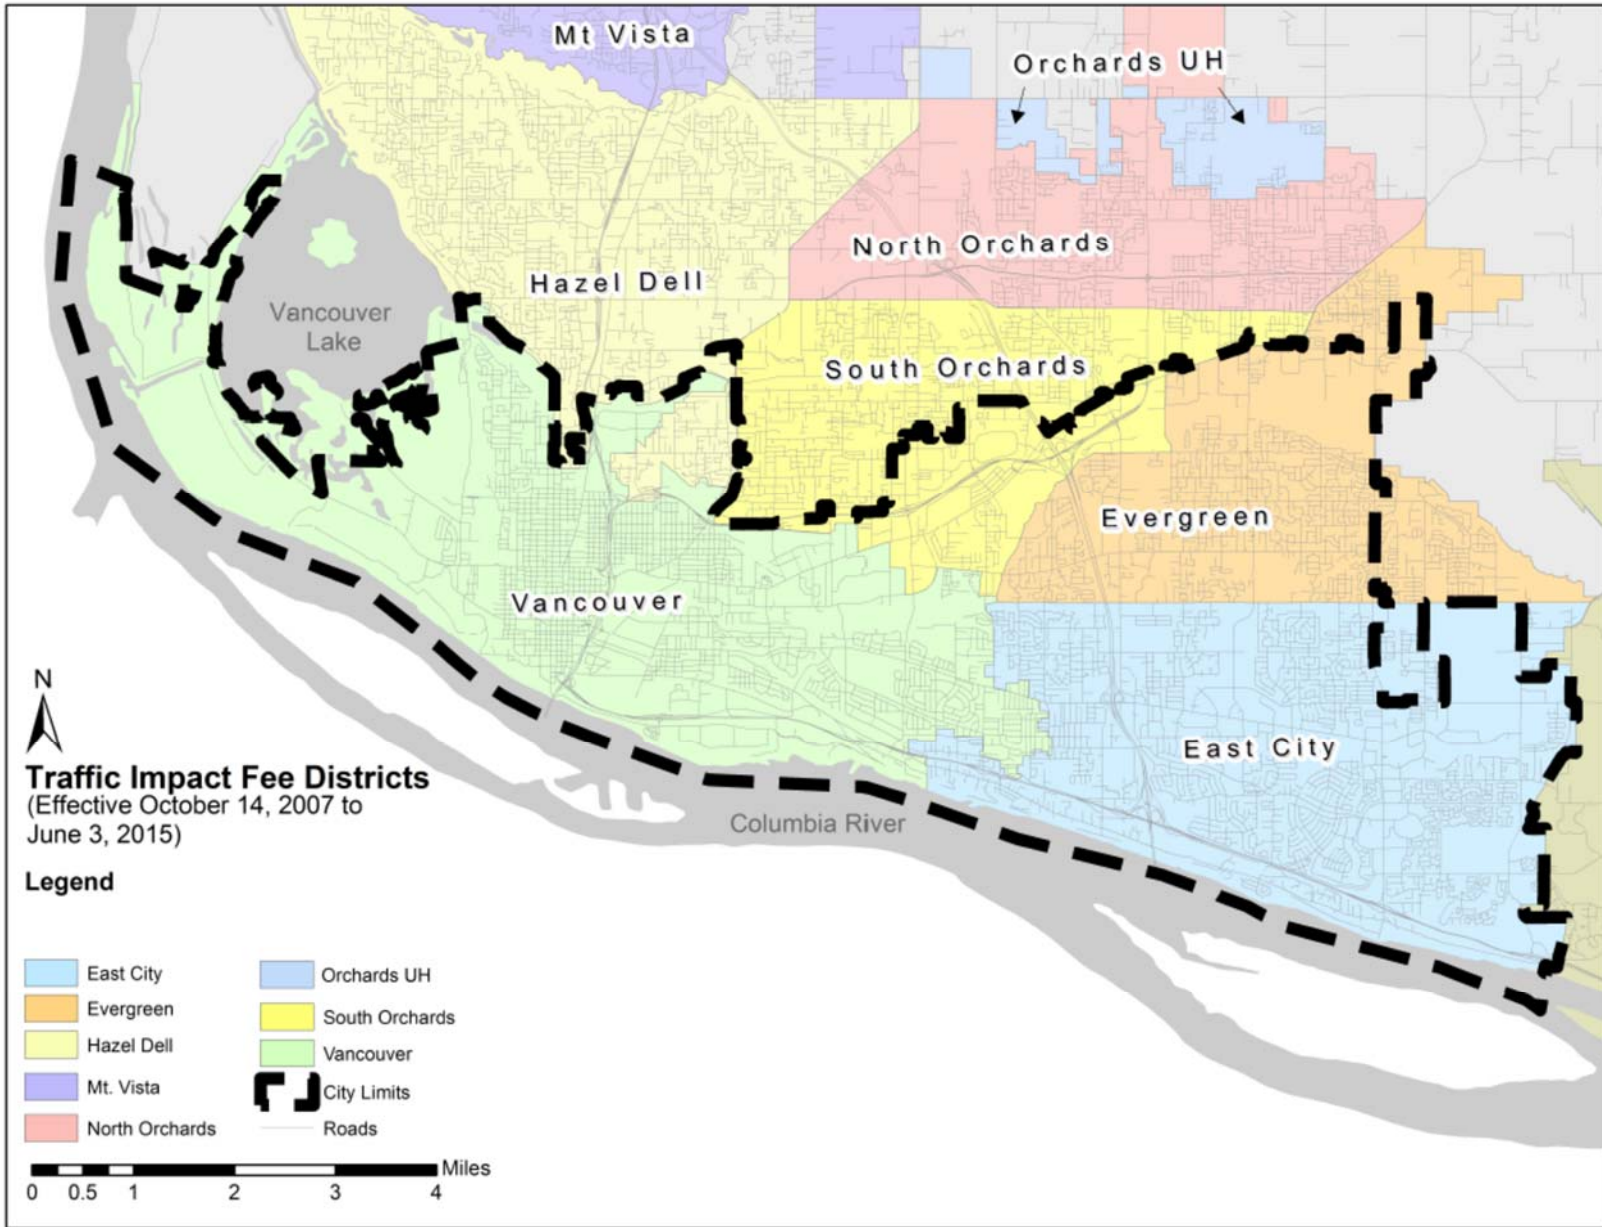 Mt Vista
Orchards UH
North Orchards
Hazel Dell
Vancouver
Lake
South Orchards
Evergreen
Vancouver
East City
Columbia River
N
Traffic Impact Fee Districts
(Effective October 14, 2007 to
June 3, 2015)
Legend
East City
Evergreen
Hazel Dell
Mt. Vista
North Orchards
Orchards UH
South Orchards
Vancouver
City Limits
Roads
Miles
0 0.5 1 2 3 4